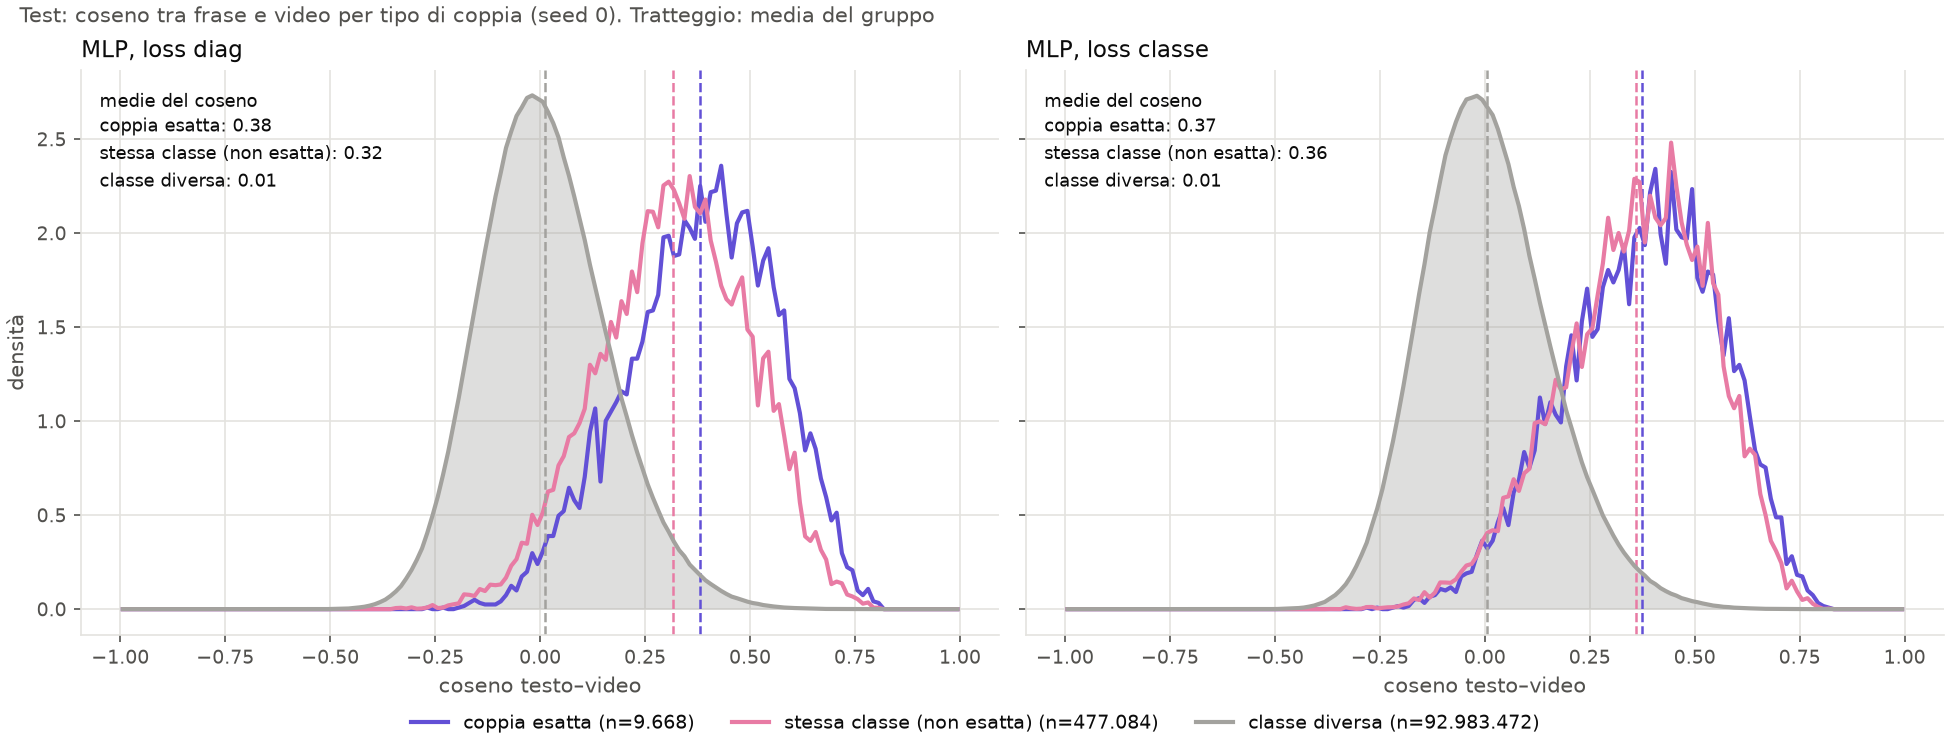 Test: coseno tra frase e video per tipo di coppia (seed 0). Tratteggio: media del gruppo
MLP, loss diag
medie del coseno
coppia esatta: 0.38
stessa classe (non esatta): 0.32
classe diversa: 0.01
densità
2.5
2.0
1.5
1.0
0.5
0.0
−1.00 −0.75 −0.50 −0.25 0.00 0.25 0.50 0.75 1.00
coseno testo–video
MLP, loss classe
medie del coseno
coppia esatta: 0.37
stessa classe (non esatta): 0.36
classe diversa: 0.01
−1.00 −0.75 −0.50 −0.25 0.00 0.25 0.50 0.75 1.00
coseno testo–video
coppia esatta (n=9.668) stessa classe (non esatta) (n=477.084) classe diversa (n=92.983.472)